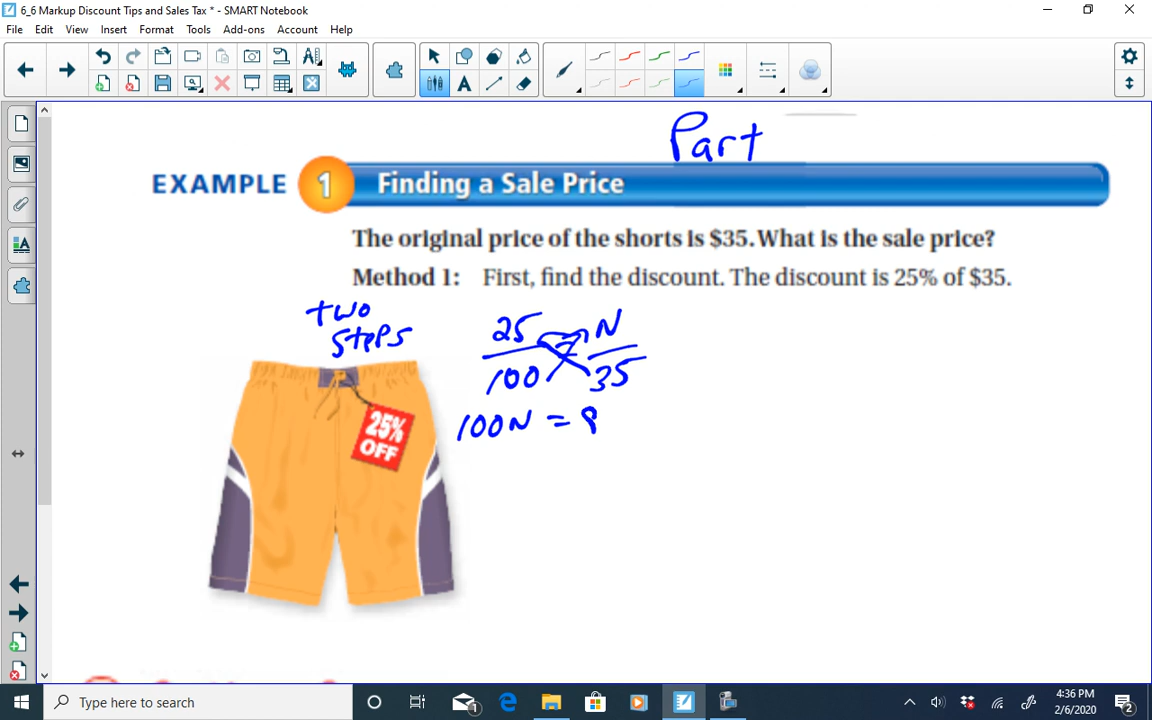 6_6 Markup Discount Tips and Sales Tax * - SMART Notebook
File Edit View Insert Format Tools Add-ons Account Help
Part
EXAMPLE 1 Finding a Sale Price
The original price of the shorts is $35. What is the sale price?
Method 1: First, find the discount. The discount is 25% of $35.
two
steps
25 = N
100 35
100N = 8
25%
OFF
Type here to search
1
4:36 PM
2/6/2020
2